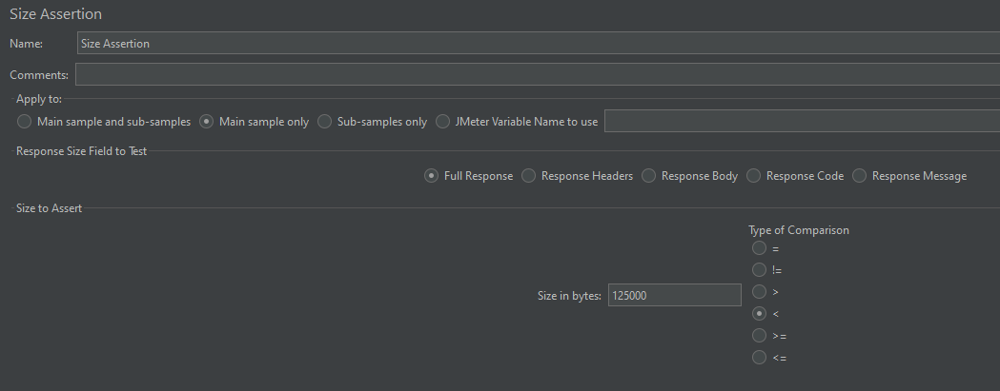 Size Assertion
Name: Size Assertion
Comments:
Apply to:
Main sample and sub-samples Main sample only Sub-samples only JMeter Variable Name to use
Response Size Field to Test
Full Response Response Headers Response Body Response Code Response Message
Size to Assert
Type of Comparison
=
!=
>
Size in bytes: 125000
<
>=
<=